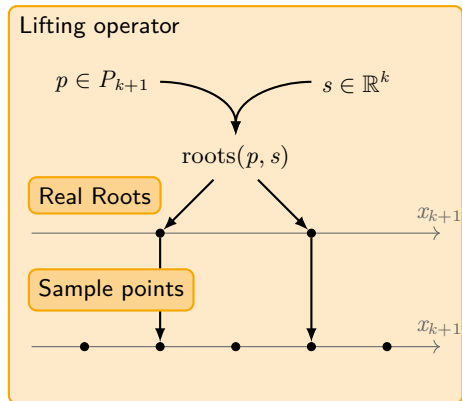 Lifting operator
p ∈ P_{k+1}
s ∈ ℝ^k
roots(p, s)
Real Roots
x_{k+1}
Sample points
x_{k+1}